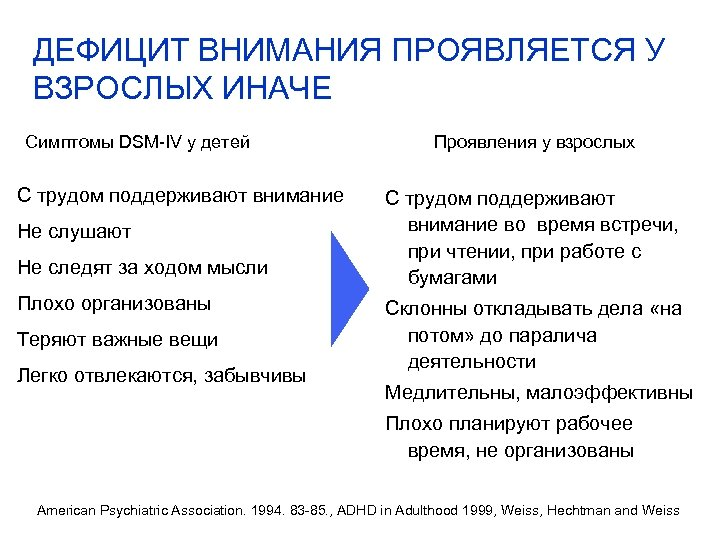 ДЕФИЦИТ ВНИМАНИЯ ПРОЯВЛЯЕТСЯ У
ВЗРОСЛЫХ ИНАЧЕ
Симптомы DSM-IV у детей
С трудом поддерживают внимание
Не слушают
Не следят за ходом мысли
Плохо организованы
Теряют важные вещи
Легко отвлекаются, забывчивы
Проявления у взрослых
С трудом поддерживают
внимание во время встречи,
при чтении, при работе с
бумагами
Склонны откладывать дела «на
потом» до паралича
деятельности
Медлительны, малоэффективны
Плохо планируют рабочее
время, не организованы
American Psychiatric Association. 1994. 83-85. , ADHD in Adulthood 1999, Weiss, Hechtman and Weiss